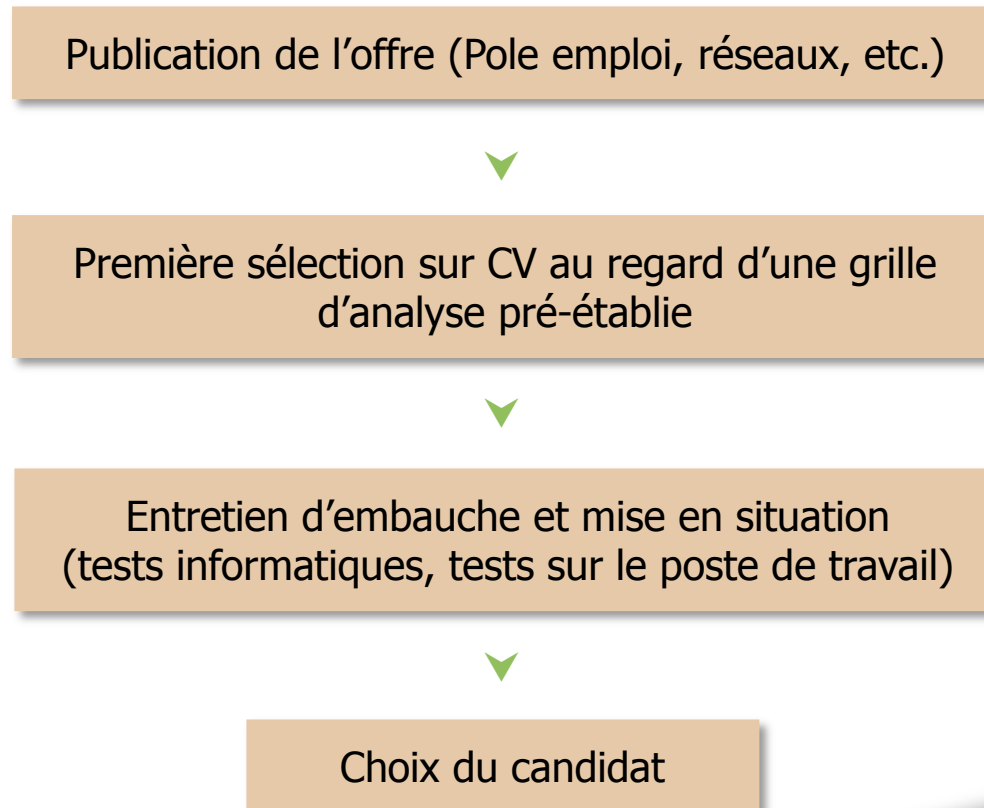 Publication de l’offre (Pole emploi, réseaux, etc.)
Première sélection sur CV au regard d’une grille
d’analyse pré-établie
Entretien d’embauche et mise en situation
(tests informatiques, tests sur le poste de travail)
Choix du candidat